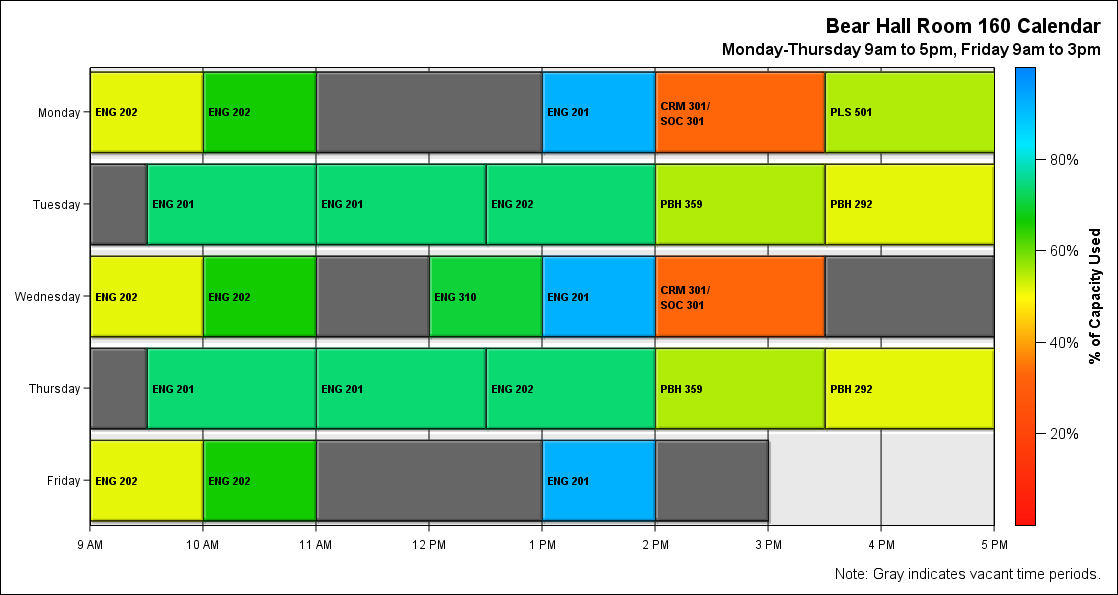 Bear Hall Room 160 Calendar
Monday-Thursday 9am to 5pm, Friday 9am to 3pm
Monday
ENG 202
ENG 202
ENG 201
CRM 301/
SOC 301
PLS 501
Tuesday
ENG 201
ENG 201
ENG 202
PBH 359
PBH 292
Wednesday
ENG 202
ENG 202
ENG 310
ENG 201
CRM 301/
SOC 301
Thursday
ENG 201
ENG 201
ENG 202
PBH 359
PBH 292
Friday
ENG 202
ENG 202
ENG 201
9 AM
10 AM
11 AM
12 PM
1 PM
2 PM
3 PM
4 PM
5 PM
80%
60%
40%
20%
% of Capacity Used
Note: Gray indicates vacant time periods.